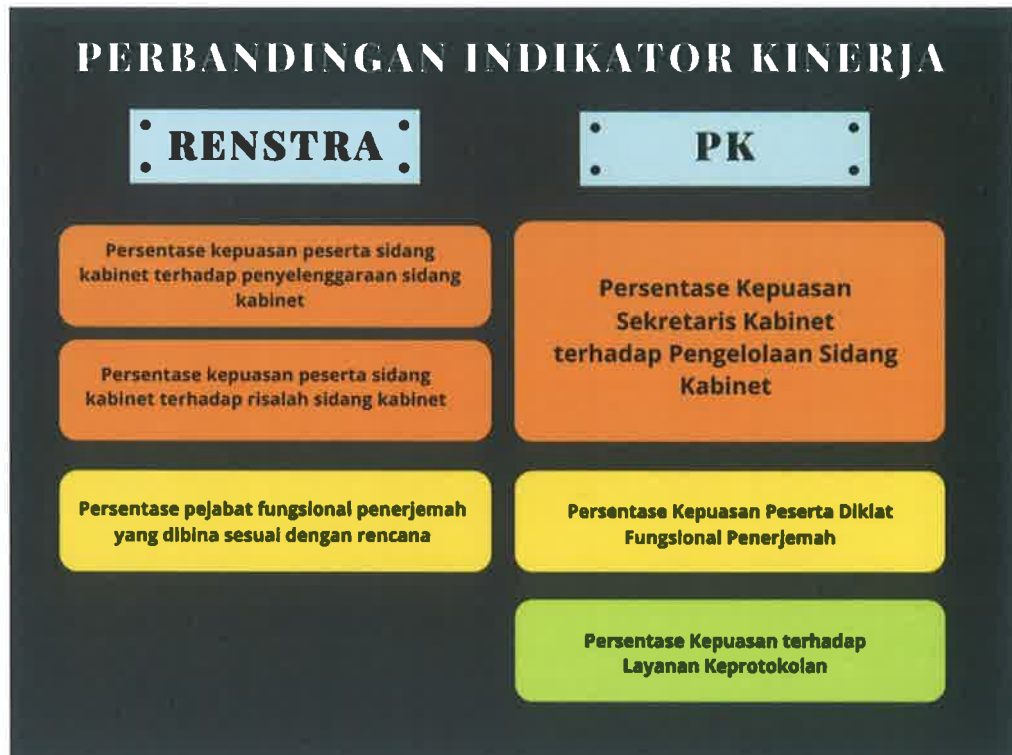 PERBANDINGAN INDIKATOR KINERJA
RENSTRA
PK
Persentase kepuasan peserta sidang
kabinet terhadap penyelenggaraan sidang
kabinet
Persentase kepuasan peserta sidang
kabinet terhadap risalah sidang kabinet
Persentase pejabat fungsional penerjemah
yang dibina sesuai dengan rencana
Persentase Kepuasan
Sekretaris Kabinet
terhadap Pengelolaan Sidang
Kabinet
Persentase Kepuasan Peserta Diklat
Fungsional Penerjemah
Persentase Kepuasan terhadap
Layanan Keprotokolan